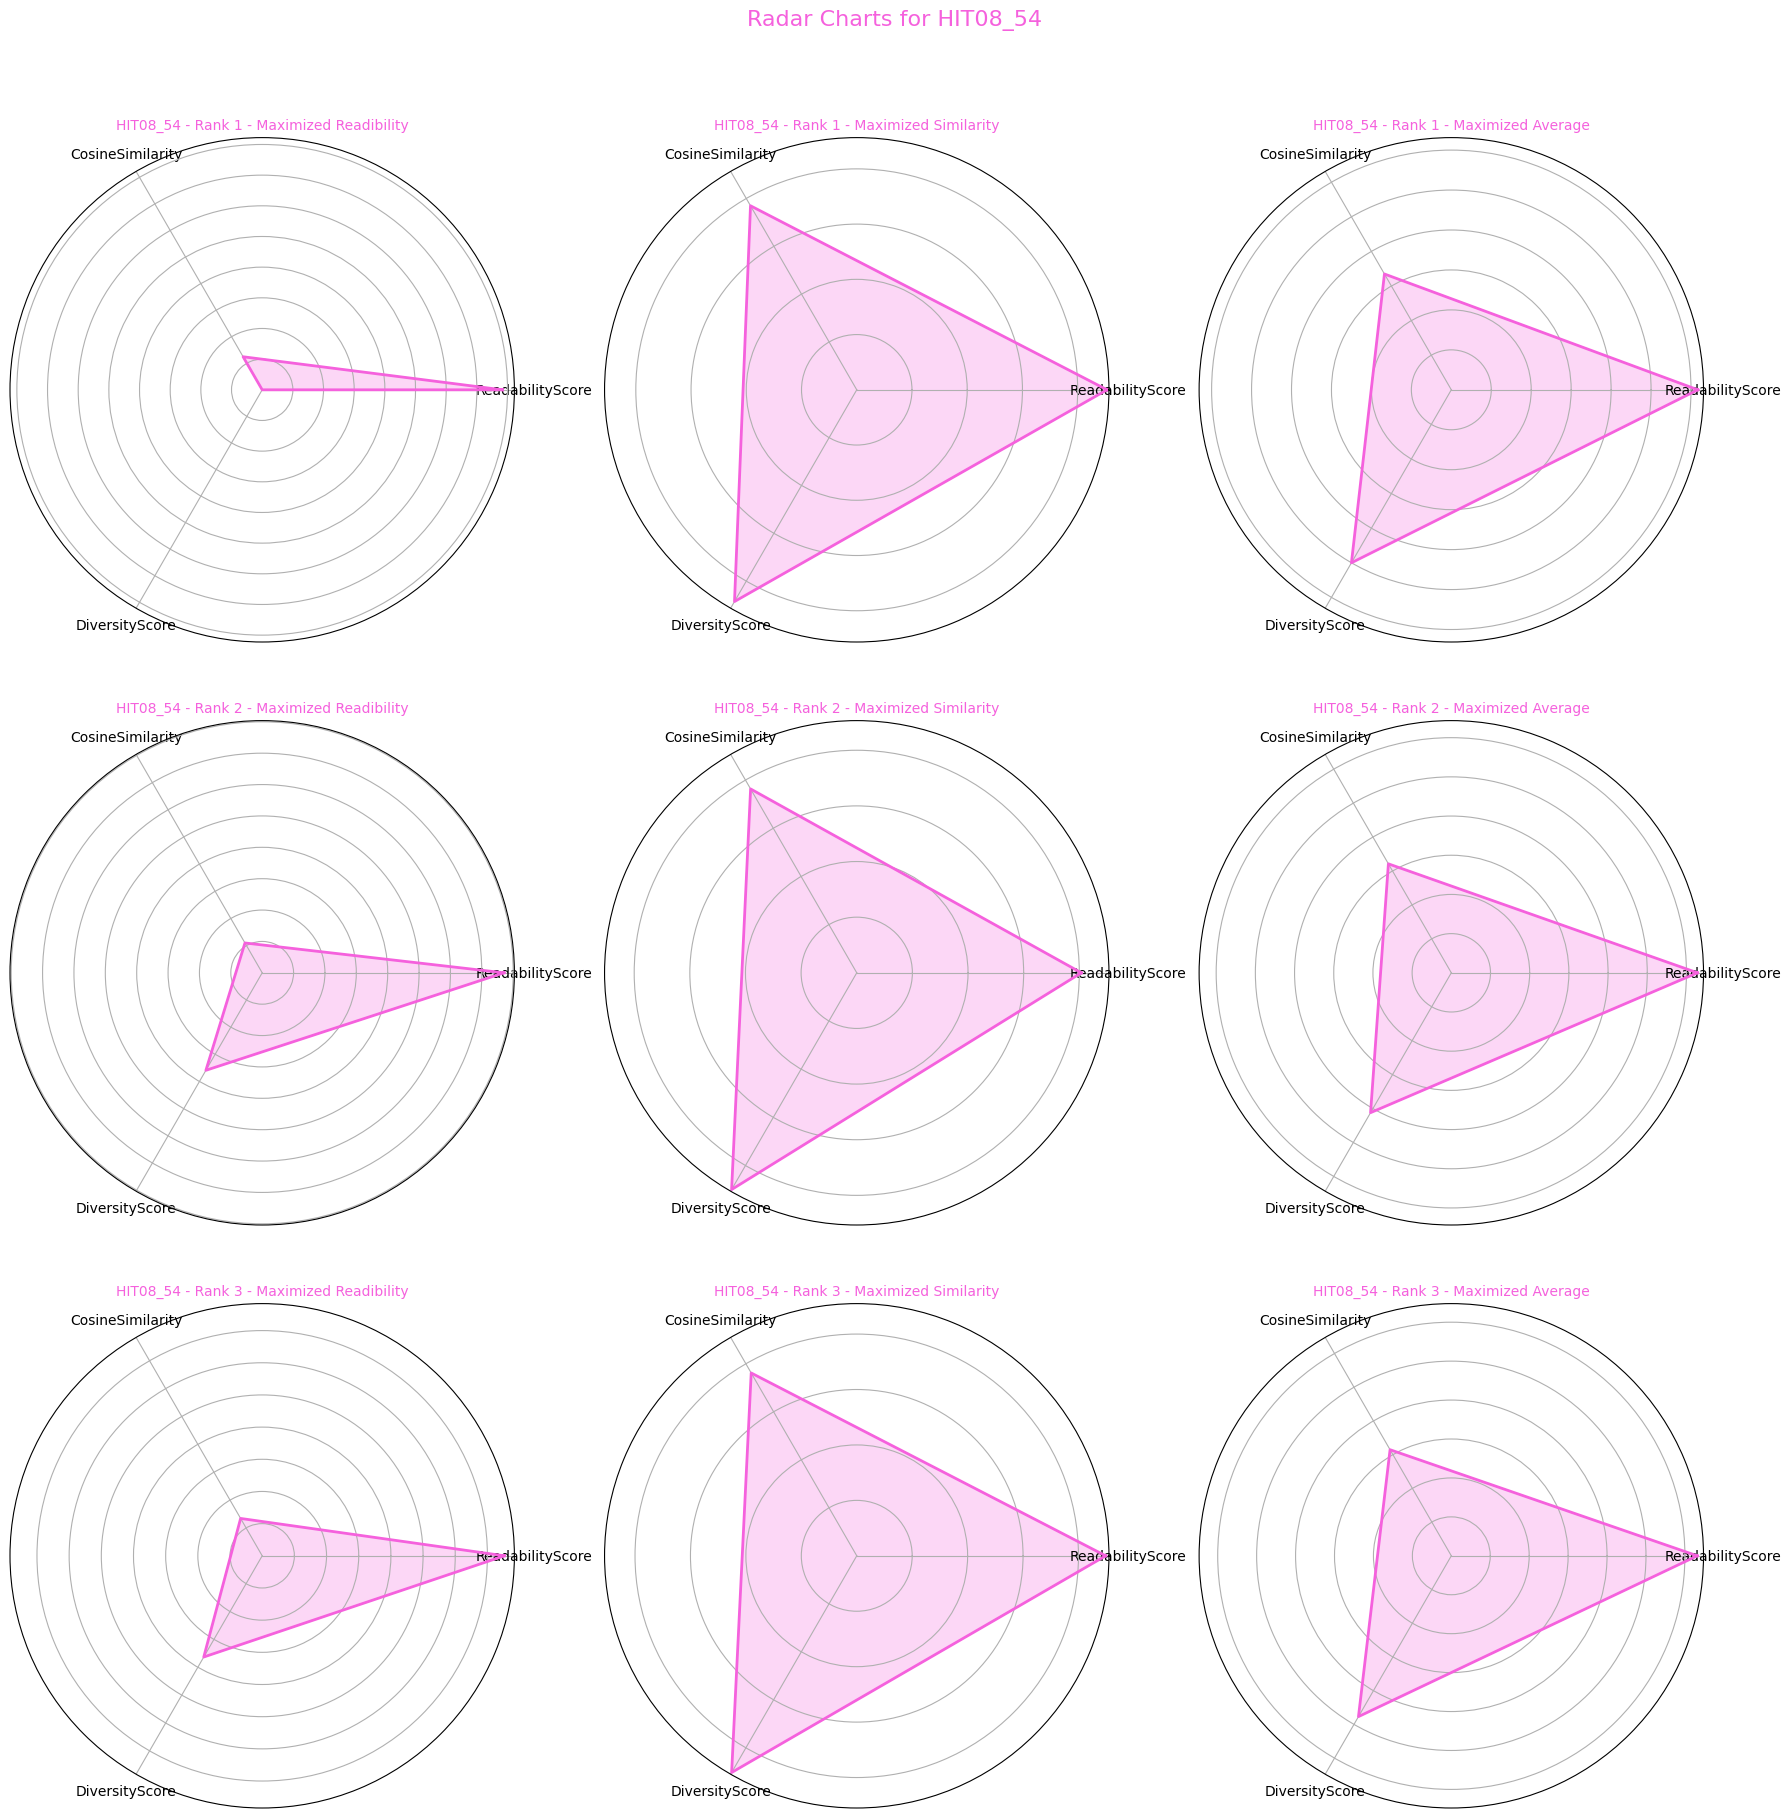 Radar Charts for HIT08_54
HIT08_54 - Rank 1 - Maximized Readibility
CosineSimilarity
ReadabilityScore
DiversityScore
HIT08_54 - Rank 1 - Maximized Similarity
CosineSimilarity
ReadabilityScore
DiversityScore
HIT08_54 - Rank 1 - Maximized Average
CosineSimilarity
ReadabilityScore
DiversityScore
HIT08_54 - Rank 2 - Maximized Readibility
CosineSimilarity
ReadabilityScore
DiversityScore
HIT08_54 - Rank 2 - Maximized Similarity
CosineSimilarity
ReadabilityScore
DiversityScore
HIT08_54 - Rank 2 - Maximized Average
CosineSimilarity
ReadabilityScore
DiversityScore
HIT08_54 - Rank 3 - Maximized Readibility
CosineSimilarity
ReadabilityScore
DiversityScore
HIT08_54 - Rank 3 - Maximized Similarity
CosineSimilarity
ReadabilityScore
DiversityScore
HIT08_54 - Rank 3 - Maximized Average
CosineSimilarity
ReadabilityScore
DiversityScore